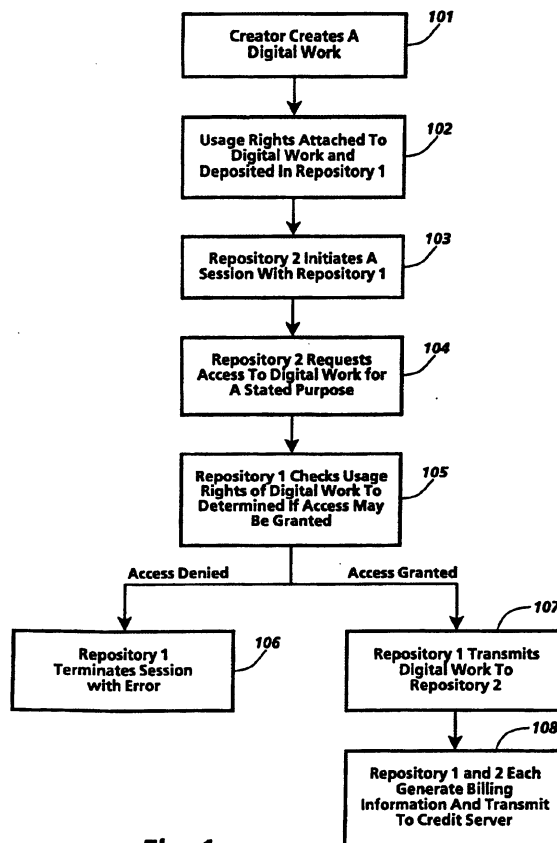 101
Creator Creates A
Digital Work
102
Usage Rights Attached To
Digital Work and
Deposited In Repository 1
103
Repository 2 Initiates A
Session With Repository 1
104
Repository 2 Requests
Access To Digital Work for
A Stated Purpose
105
Repository 1 Checks Usage
Rights of Digital Work To
Determined If Access May
Be Granted
Access Denied
Access Granted
106
Repository 1
Terminates Session
with Error
107
Repository 1 Transmits
Digital Work To
Repository 2
108
Repository 1 and 2 Each
Generate Billing
Information And Transmit
To Credit Server